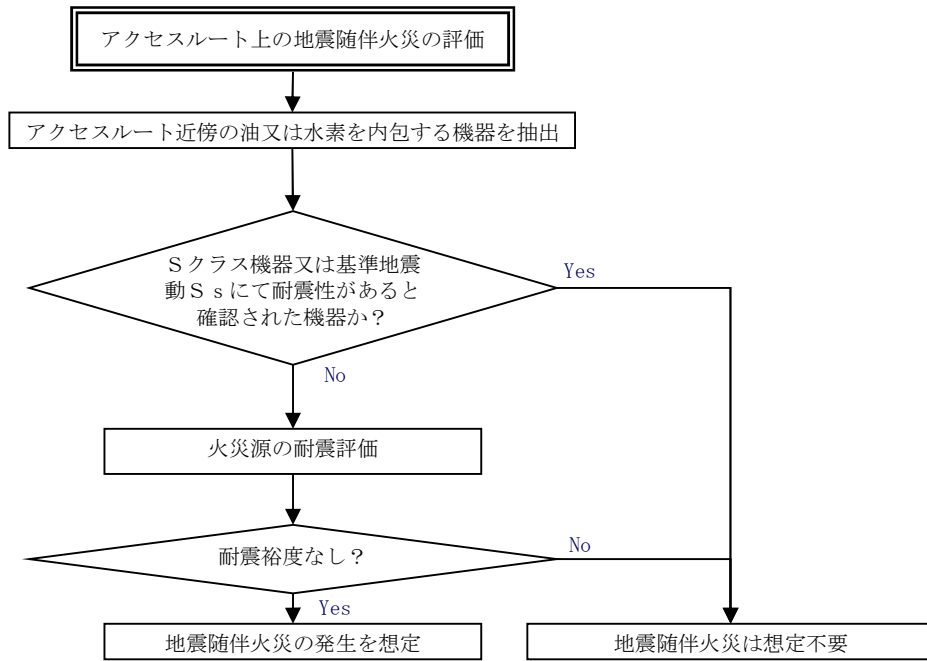 アクセスルート上の地震随伴火災の評価
アクセスルート近傍の油又は水素を内包する機器を抽出
Ｓクラス機器又は基準地震
動Ｓｓにて耐震性があると
確認された機器か？
Yes
No
火災源の耐震評価
耐震裕度なし？
No
Yes
地震随伴火災の発生を想定
地震随伴火災は想定不要